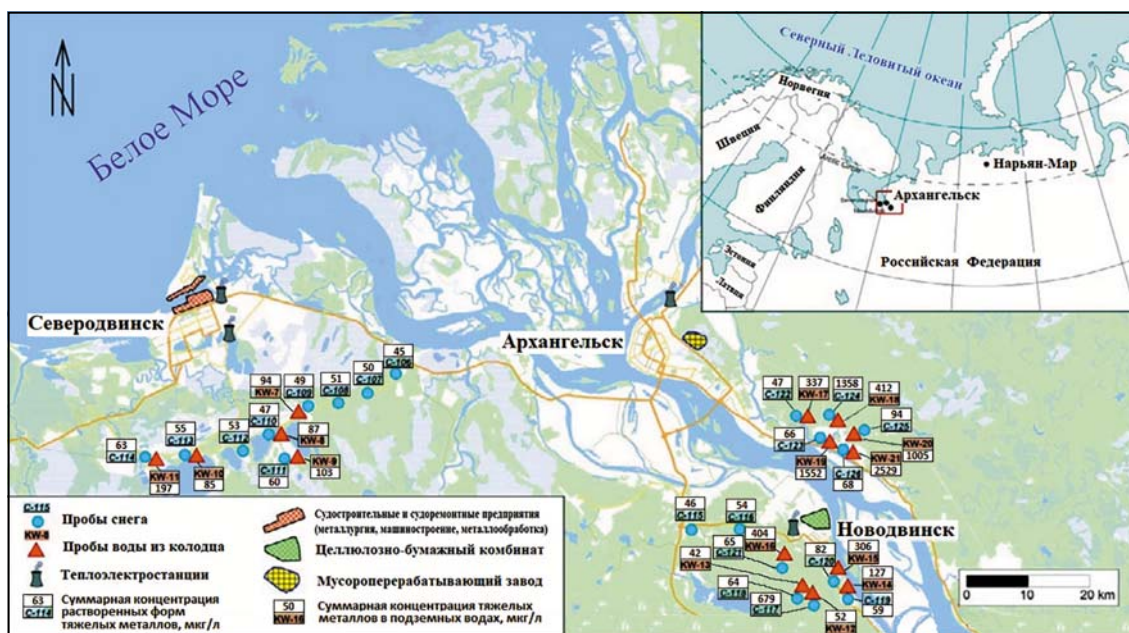 N
Белое Море
Северный Ледовитый океан
Норвегия
Швеция
Финляндия
Arctic Circle
Нарьян-Мар
Архангельск
Российская Федерация
Эстония
Латвия
Северодвинск
Архангельск
Новодвинск
45
С-106
50
С-107
51
С-108
49
С-109
94
KW-7
47
С-110
87
KW-8
53
С-112
55
С-113
63
С-114
KW-11
197
KW-10
85
С-111
60
KW-9
103
47
С-122
337
KW-17
1358
С-124
412
KW-18
94
С-125
66
С-123
KW-20
1005
KW-19
1552
С-126
68
KW-21
2529
46
С-115
54
С-116
404
KW-16
65
С-121
42
KW-13
82
С-120
306
KW-15
127
KW-14
64
С-118
679
С-117
52
KW-12
С-119
59
С-115
Пробы снега
KW-8
Пробы воды из колодца
Теплоэлектростанции
63
С-114
Суммарная концентрация
растворенных форм
тяжелых металлов, мкг/л
Судостроительные и судоремонтные предприятия
(металлургия, машиностроение, металлообработка)
Целлюлозно-бумажный комбинат
Мусороперерабатывающий завод
50
KW-16
Суммарная концентрация тяжелых
металлов в подземных водах, мкг/л
0 10 20 km